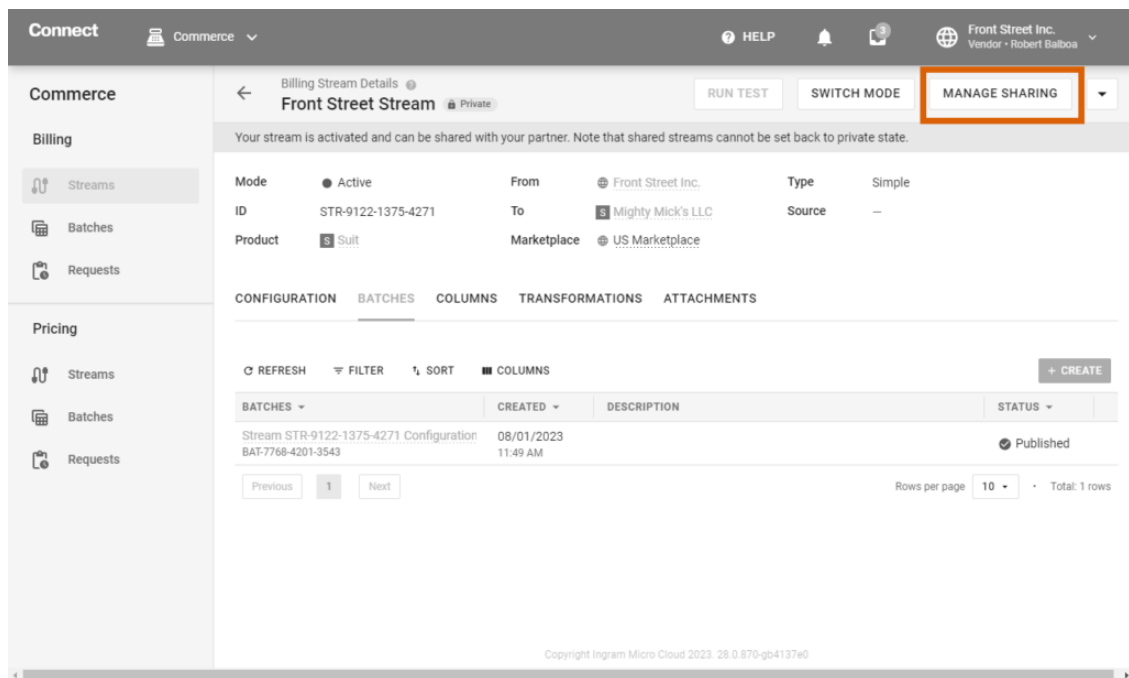 Connect
Commerce
HELP
3
Front Street Inc.
Vendor • Robert Balboa
Commerce
Billing
Streams
Batches
Requests
Pricing
Streams
Batches
Requests
Billing Stream Details
Front Street Stream Private
RUN TEST
SWITCH MODE
MANAGE SHARING
Your stream is activated and can be shared with your partner. Note that shared streams cannot be set back to private state.
Mode Active From Front Street Inc. Type Simple
ID STR-9122-1375-4271 To S Mighty Mick's LLC Source —
Product S Suit Marketplace US Marketplace
CONFIGURATION BATCHES COLUMNS TRANSFORMATIONS ATTACHMENTS
REFRESH FILTER SORT COLUMNS + CREATE
BATCHES CREATED DESCRIPTION STATUS
Stream STR-9122-1375-4271 Configuration 08/01/2023 Published
BAT-7768-4201-3543 11:49 AM
Previous 1 Next Rows per page 10 • Total: 1 rows
Copyright Ingram Micro Cloud 2023. 28.0.870-gb4137e0